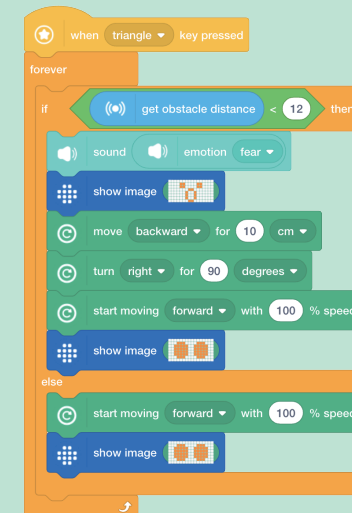 when triangle key pressed
forever
if get obstacle distance < 12 then
sound emotion fear
show image
move backward for 10 cm
turn right for 90 degrees
start moving forward with 100 % speed
show image
else
start moving forward with 100 % speed
show image